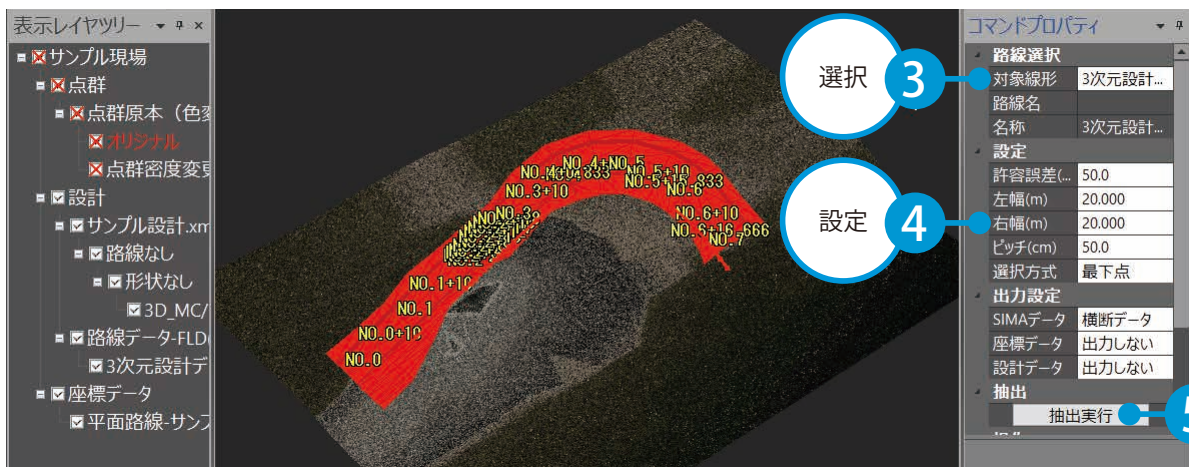 表示レイヤツリー
サンプル現場
点群
点群原本（色変
オリジナル
点群密度変更
設計
サンプル設計.xm
路線なし
形状なし
3D_MC/
路線データ-FLD(
3次元設計デ
座標データ
平面路線-サンプ
NO.5
NO.5+10
NO.5+15.833
NO.6
NO.3+10
NO.3
NO.6+10
NO.6+16.666
NO.7
NO.1+10
NO.1
NO.0+10
NO.0
選択
3
設定
4
コマンドプロパティ
路線選択
対象線形 3次元設計...
路線名
名称 3次元設計...
設定
許容誤差(... 50.0
左幅(m) 20.000
右幅(m) 20.000
ピッチ(cm) 50.0
選択方式 最下点
出力設定
SIMAデータ 横断データ
座標データ 出力しない
設計データ 出力しない
抽出
抽出実行
5